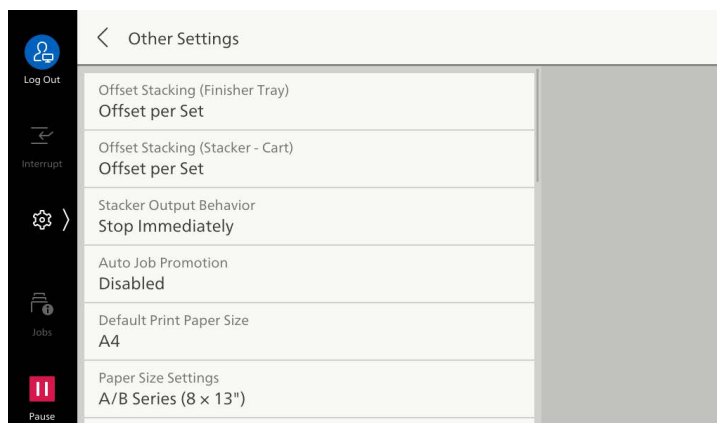 Other Settings
Log Out
Interrupt
Jobs
Pause
Offset Stacking (Finisher Tray)
Offset per Set
Offset Stacking (Stacker - Cart)
Offset per Set
Stacker Output Behavior
Stop Immediately
Auto Job Promotion
Disabled
Default Print Paper Size
A4
Paper Size Settings
A/B Series (8 × 13")